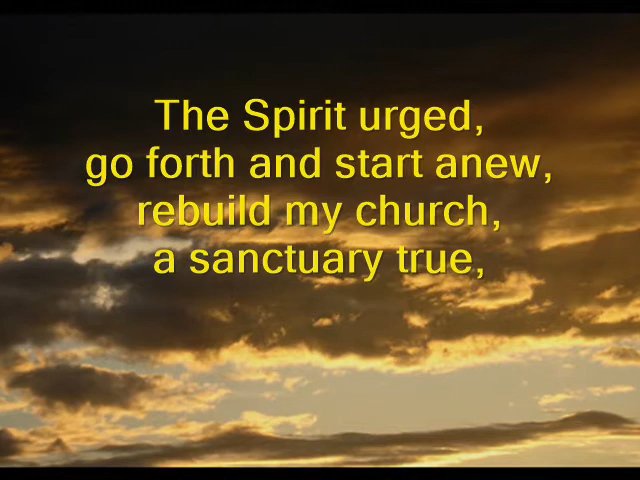 The Spirit urged,
go forth and start anew,
rebuild my church,
a sanctuary true,